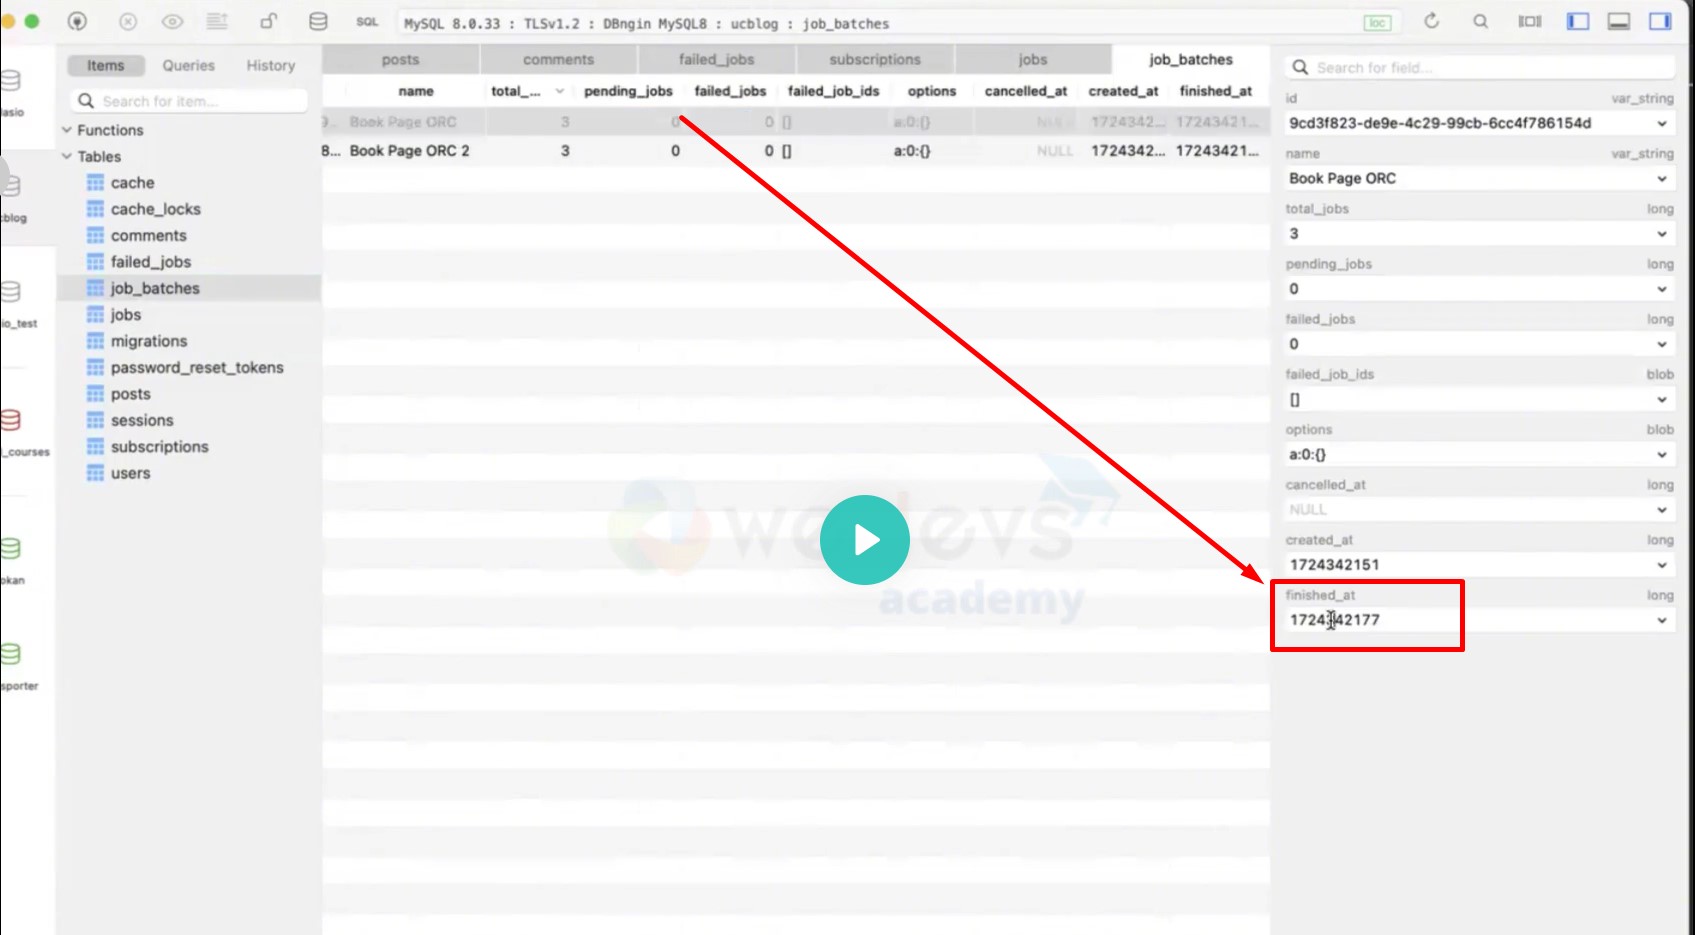 SQL
MySQL 8.0.33 : TLSv1.2 : DBngin MySQL8 : ucblog : job_batches
loc
Items Queries History
Search for item...
Functions
Tables
cache
cache_locks
comments
failed_jobs
job_batches
jobs
migrations
password_reset_tokens
posts
sessions
subscriptions
users
lasio
cblog
io_test
i_courses
okan
sporter
posts comments failed_jobs subscriptions jobs job_batches
name total_... pending_jobs failed_jobs failed_job_ids options cancelled_at created_at finished_at
9... Book Page ORC 3 0 0 [] a:0:{} NULL 1724342... 17243421...
8... Book Page ORC 2 3 0 0 [] a:0:{} NULL 1724342... 17243421...
academy
Search for field...
id var_string
9cd3f823-de9e-4c29-99cb-6cc4f786154d
name var_string
Book Page ORC
total_jobs long
3
pending_jobs long
0
failed_jobs long
0
failed_job_ids blob
[]
options blob
a:0:{}
cancelled_at long
NULL
created_at long
1724342151
finished_at long
1724342177